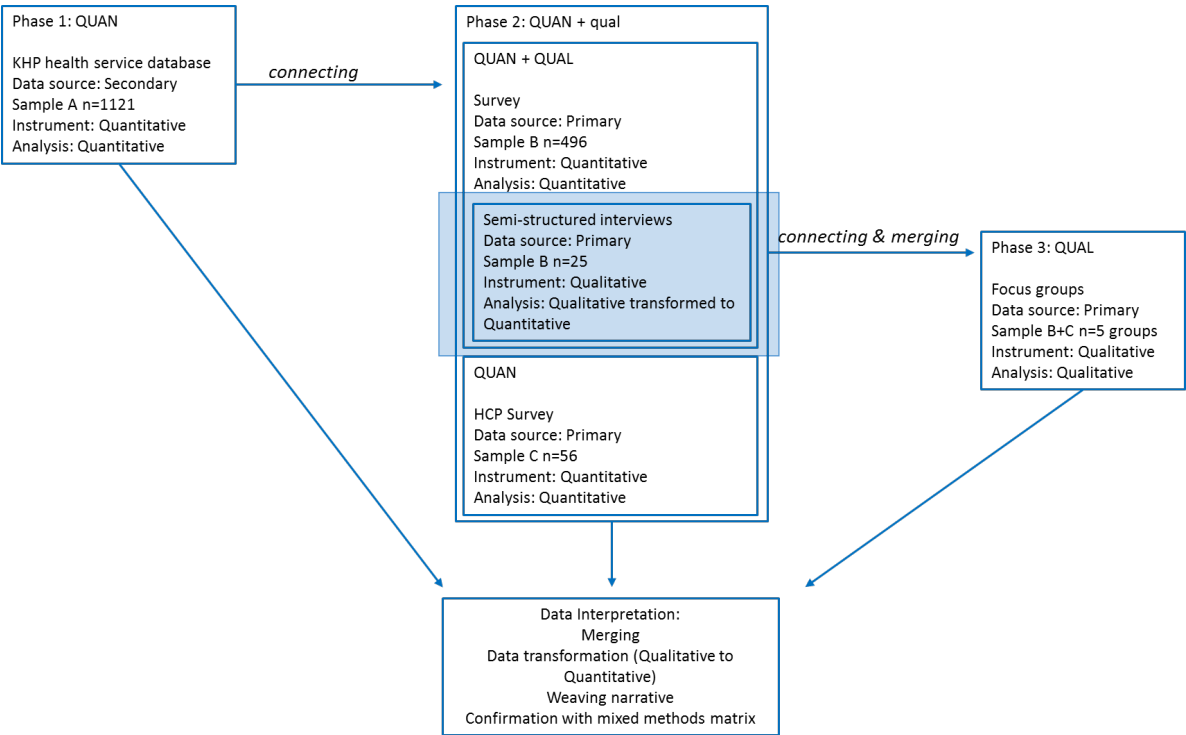 Phase 1: QUAN
KHP health service database
Data source: Secondary
Sample A n=1121
Instrument: Quantitative
Analysis: Quantitative
connecting
Phase 2: QUAN + qual
QUAN + QUAL
Survey
Data source: Primary
Sample B n=496
Instrument: Quantitative
Analysis: Quantitative
Semi-structured interviews
Data source: Primary
Sample B n=25
Instrument: Qualitative
Analysis: Qualitative transformed to
Quantitative
QUAN
HCP Survey
Data source: Primary
Sample C n=56
Instrument: Quantitative
Analysis: Quantitative
connecting & merging
Phase 3: QUAL
Focus groups
Data source: Primary
Sample B+C n=5 groups
Instrument: Qualitative
Analysis: Qualitative
Data Interpretation:
Merging
Data transformation (Qualitative to
Quantitative)
Weaving narrative
Confirmation with mixed methods matrix